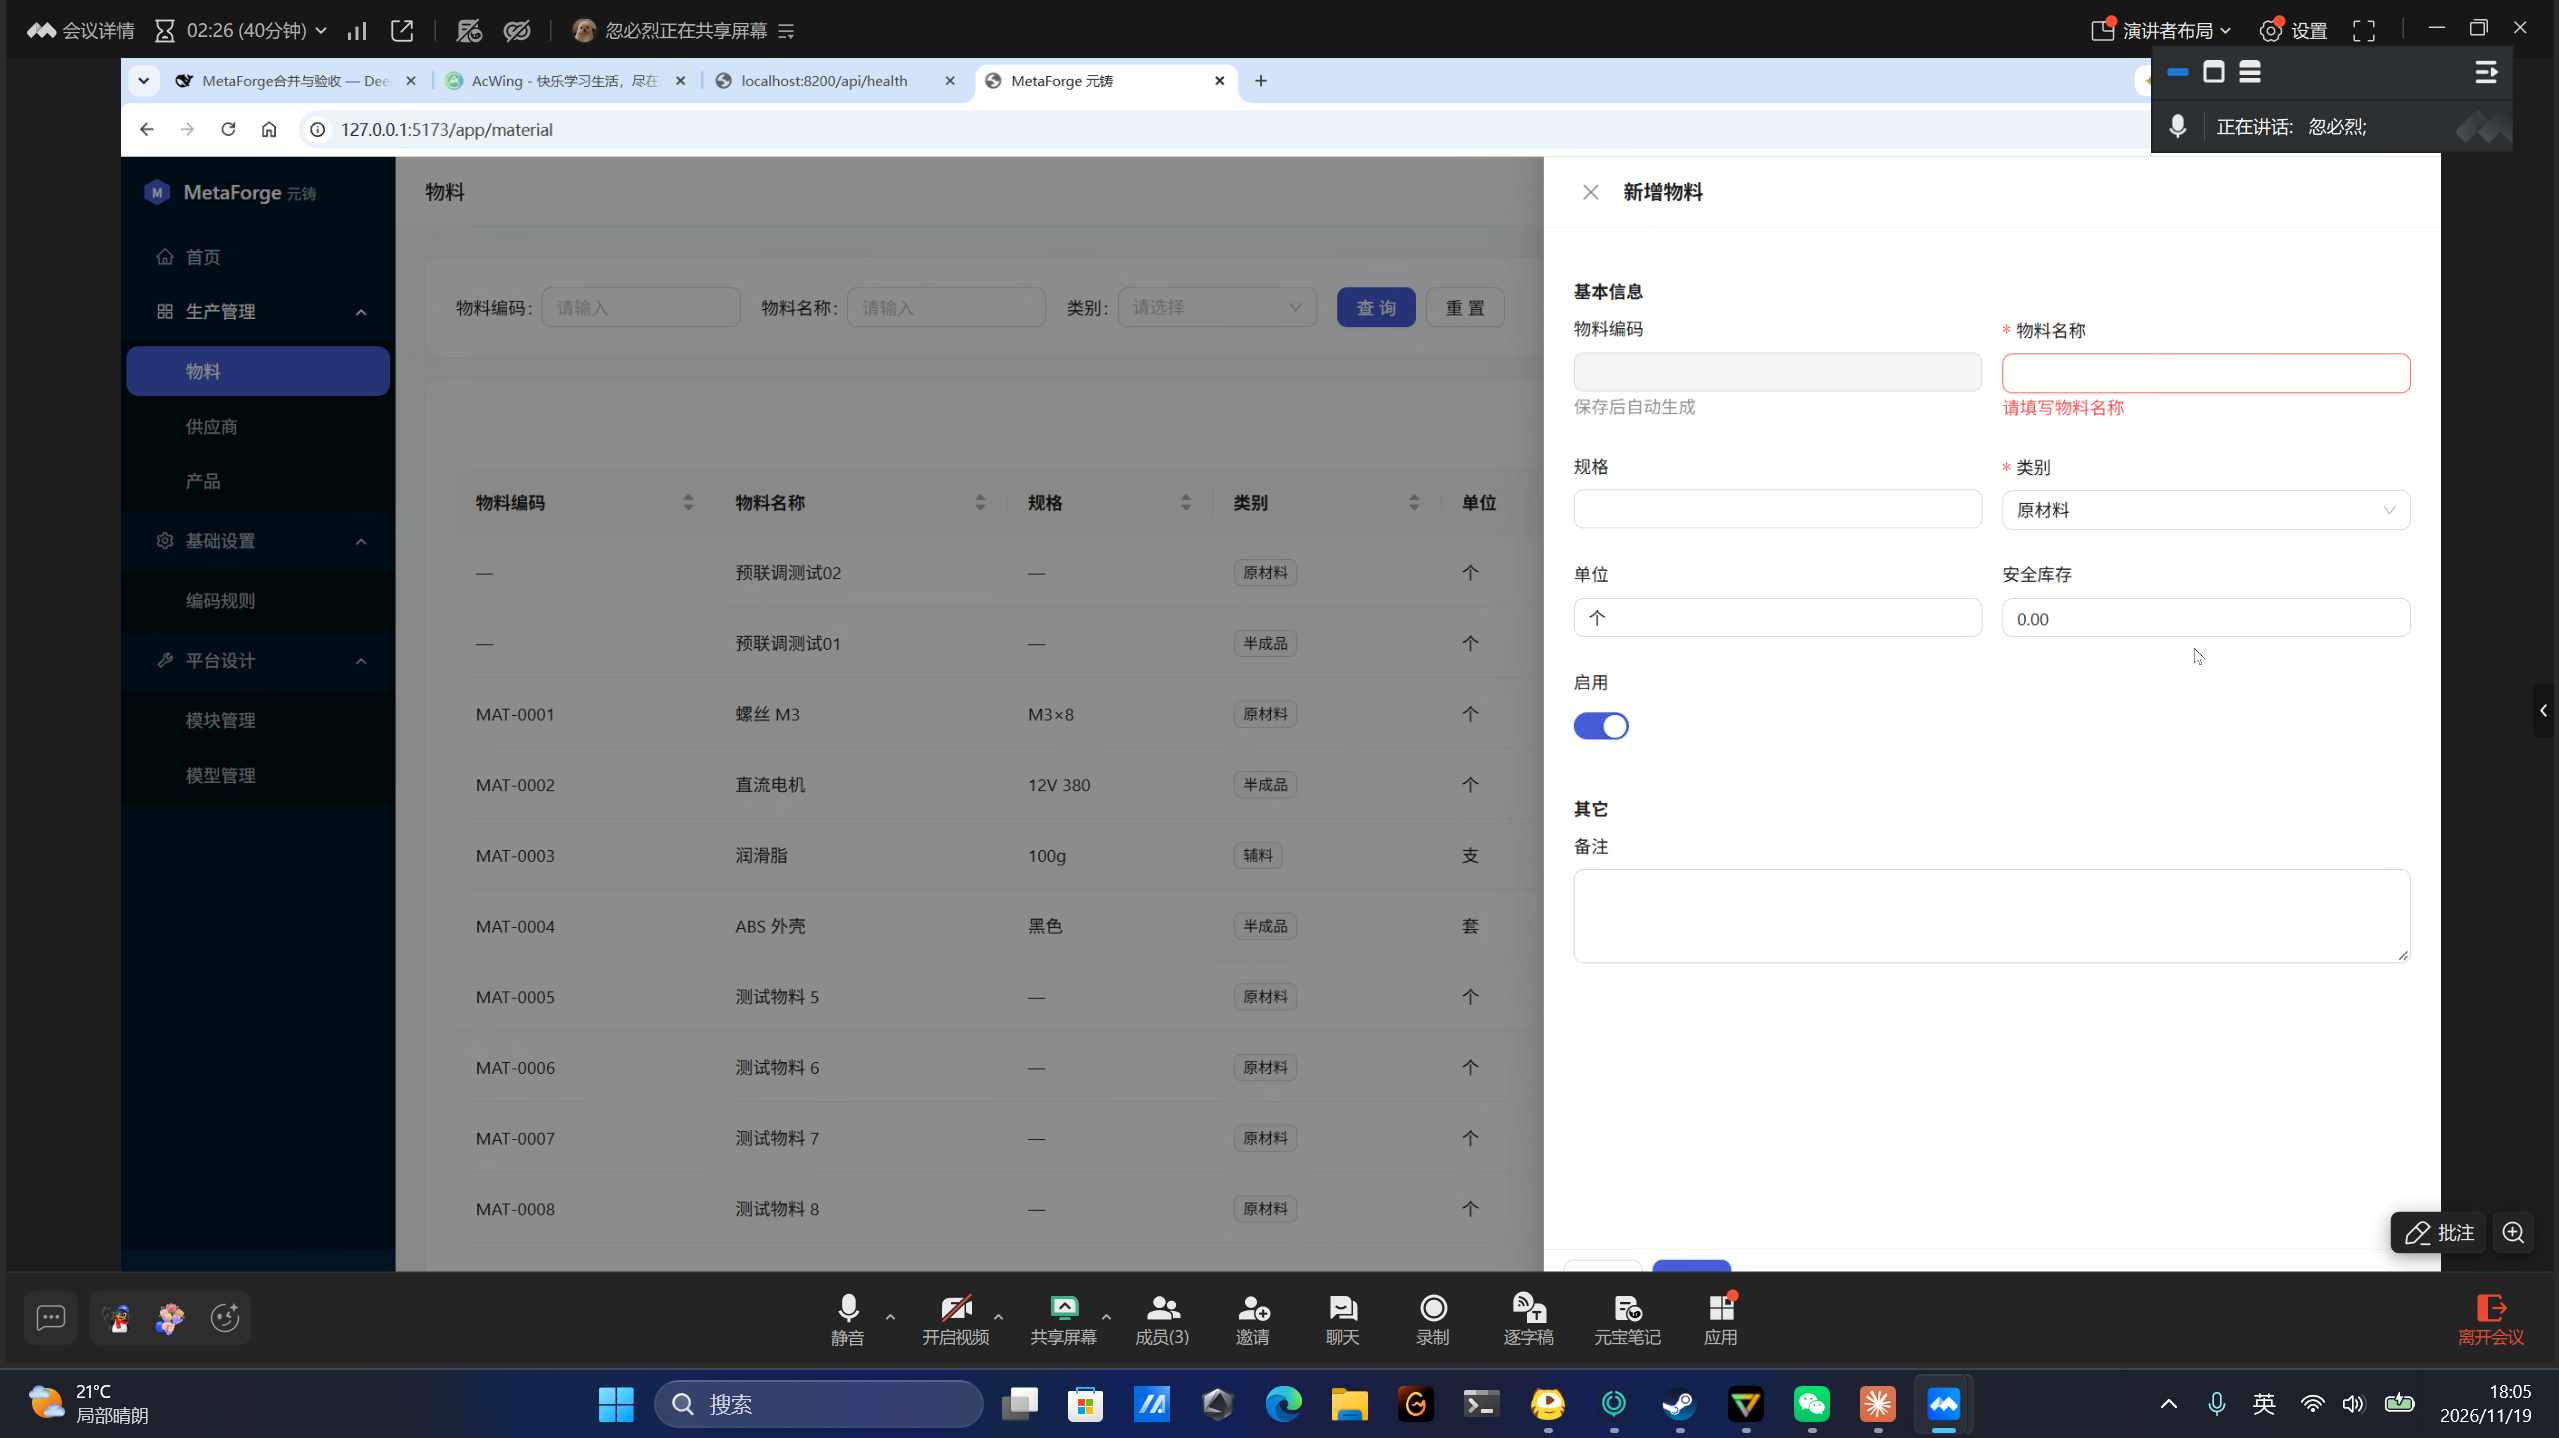 会议详情 02:26 (40分钟) 忽必烈正在共享屏幕 演讲者布局 设置
MetaForge合并与验收 — Dee AcWing - 快乐学习生活，尽在 localhost:8200/api/health MetaForge 元铸
127.0.0.1:5173/app/material
正在讲话: 忽必烈;
M MetaForge 元铸
首页
生产管理
物料
供应商
产品
基础设置
编码规则
平台设计
模块管理
模型管理
物料
物料编码: 请输入 物料名称: 请输入 类别: 请选择 查 询 重 置
物料编码 物料名称 规格 类别 单位
— 预联调测试02 — 原材料 个
— 预联调测试01 — 半成品 个
MAT-0001 螺丝 M3 M3×8 原材料 个
MAT-0002 直流电机 12V 380 半成品 个
MAT-0003 润滑脂 100g 辅料 支
MAT-0004 ABS 外壳 黑色 半成品 套
MAT-0005 测试物料 5 — 原材料 个
MAT-0006 测试物料 6 — 原材料 个
MAT-0007 测试物料 7 — 原材料 个
MAT-0008 测试物料 8 — 原材料 个
新增物料
基本信息
物料编码 * 物料名称
保存后自动生成 请填写物料名称
规格 * 类别
原材料
单位 安全库存
个 0.00
启用
其它
备注
批注
静音 开启视频 共享屏幕 成员(3) 邀请 聊天 录制 逐字稿 元宝笔记 应用 离开会议
21°C
局部晴朗
搜索
英
18:05
2026/11/19